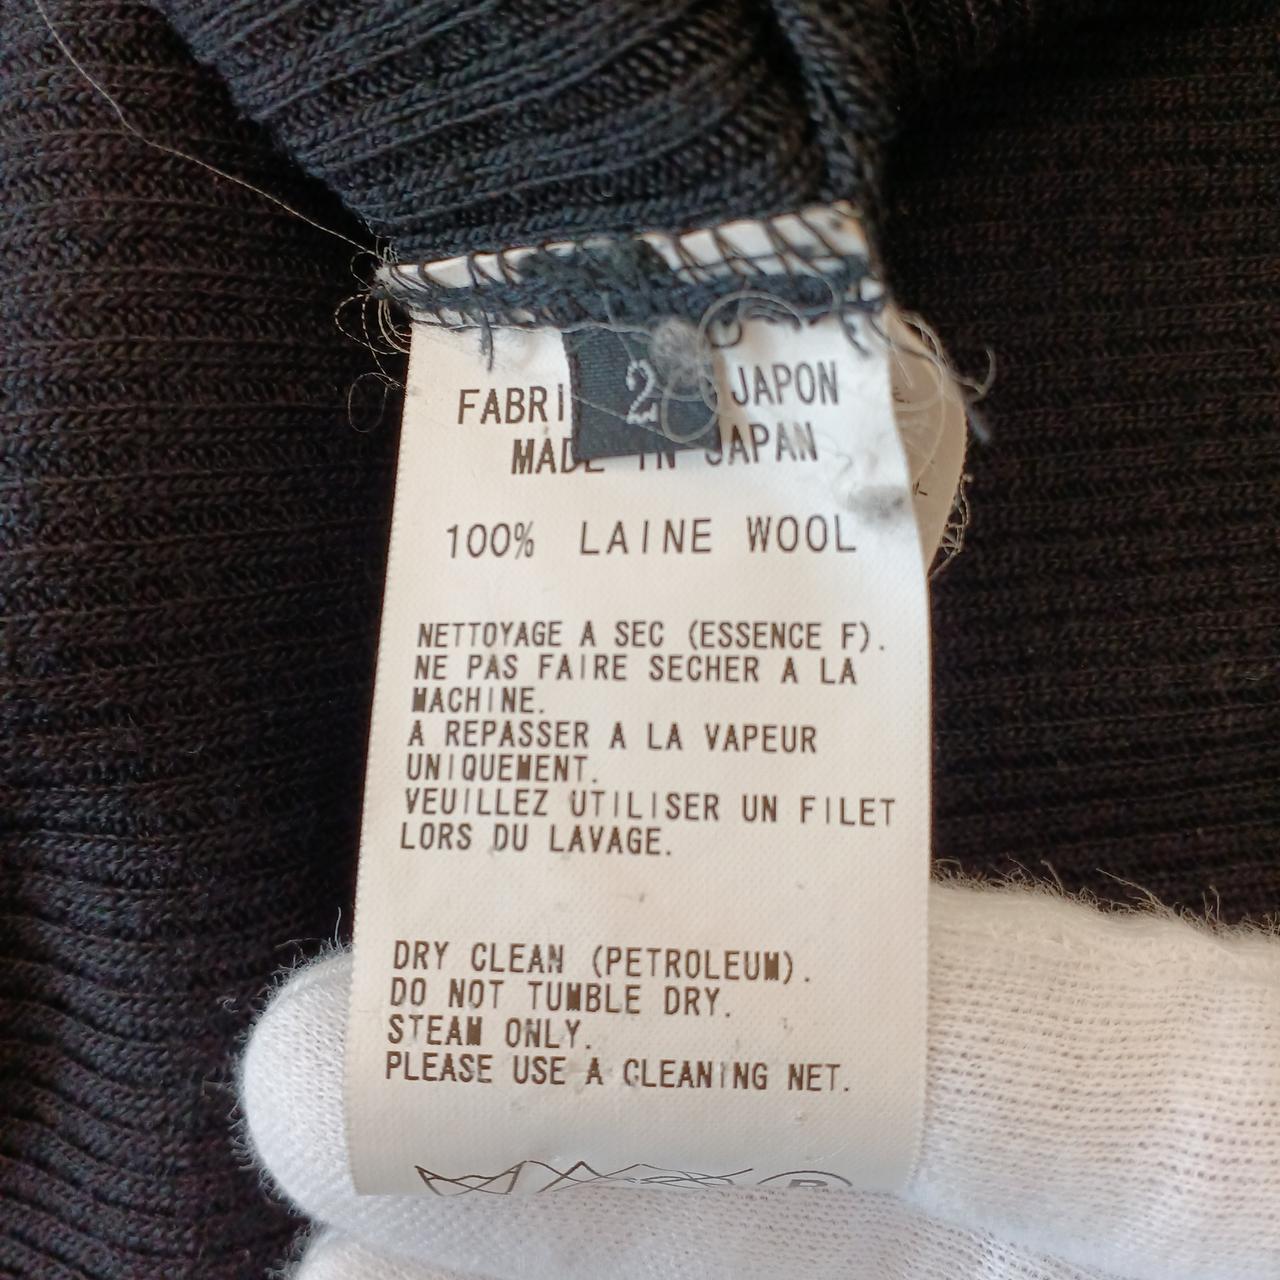 2
FABRI JAPON
MADE IN JAPAN
100% LAINE WOOL
NETTOYAGE A SEC (ESSENCE F).
NE PAS FAIRE SECHER A LA
MACHINE.
A REPASSER A LA VAPEUR
UNIQUEMENT.
VEUILLEZ UTILISER UN FILET
LORS DU LAVAGE.
DRY CLEAN (PETROLEUM).
DO NOT TUMBLE DRY.
STEAM ONLY.
PLEASE USE A CLEANING NET.